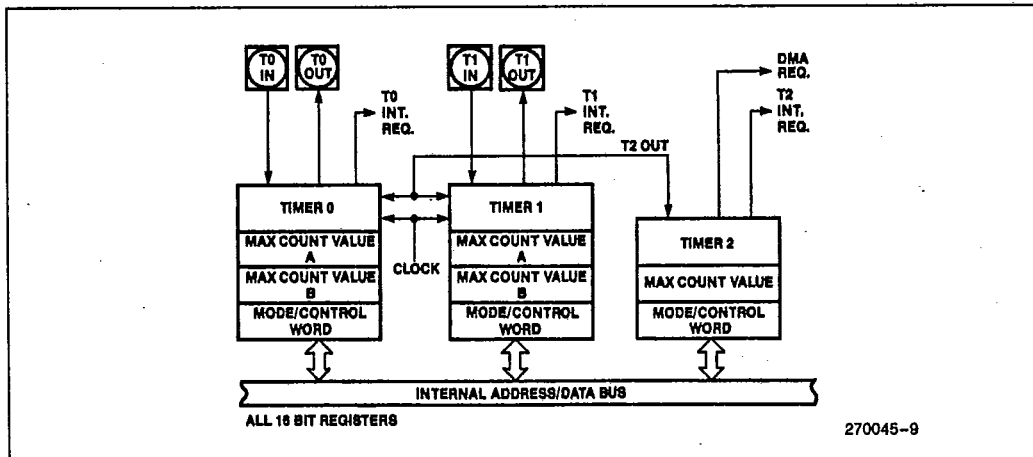 T0
IN
T0
OUT
T1
IN
T1
OUT
DMA
REQ.
T0
INT.
REQ.
T1
INT.
REQ.
T2
INT.
REQ.
T2 OUT
TIMER 0
MAX COUNT VALUE
A
MAX COUNT VALUE
B
MODE/CONTROL
WORD
CLOCK
TIMER 1
MAX COUNT VALUE
A
MAX COUNT VALUE
B
MODE/CONTROL
WORD
TIMER 2
MAX COUNT VALUE
MODE/CONTROL
WORD
INTERNAL ADDRESS/DATA BUS
ALL 16 BIT REGISTERS
270045-9